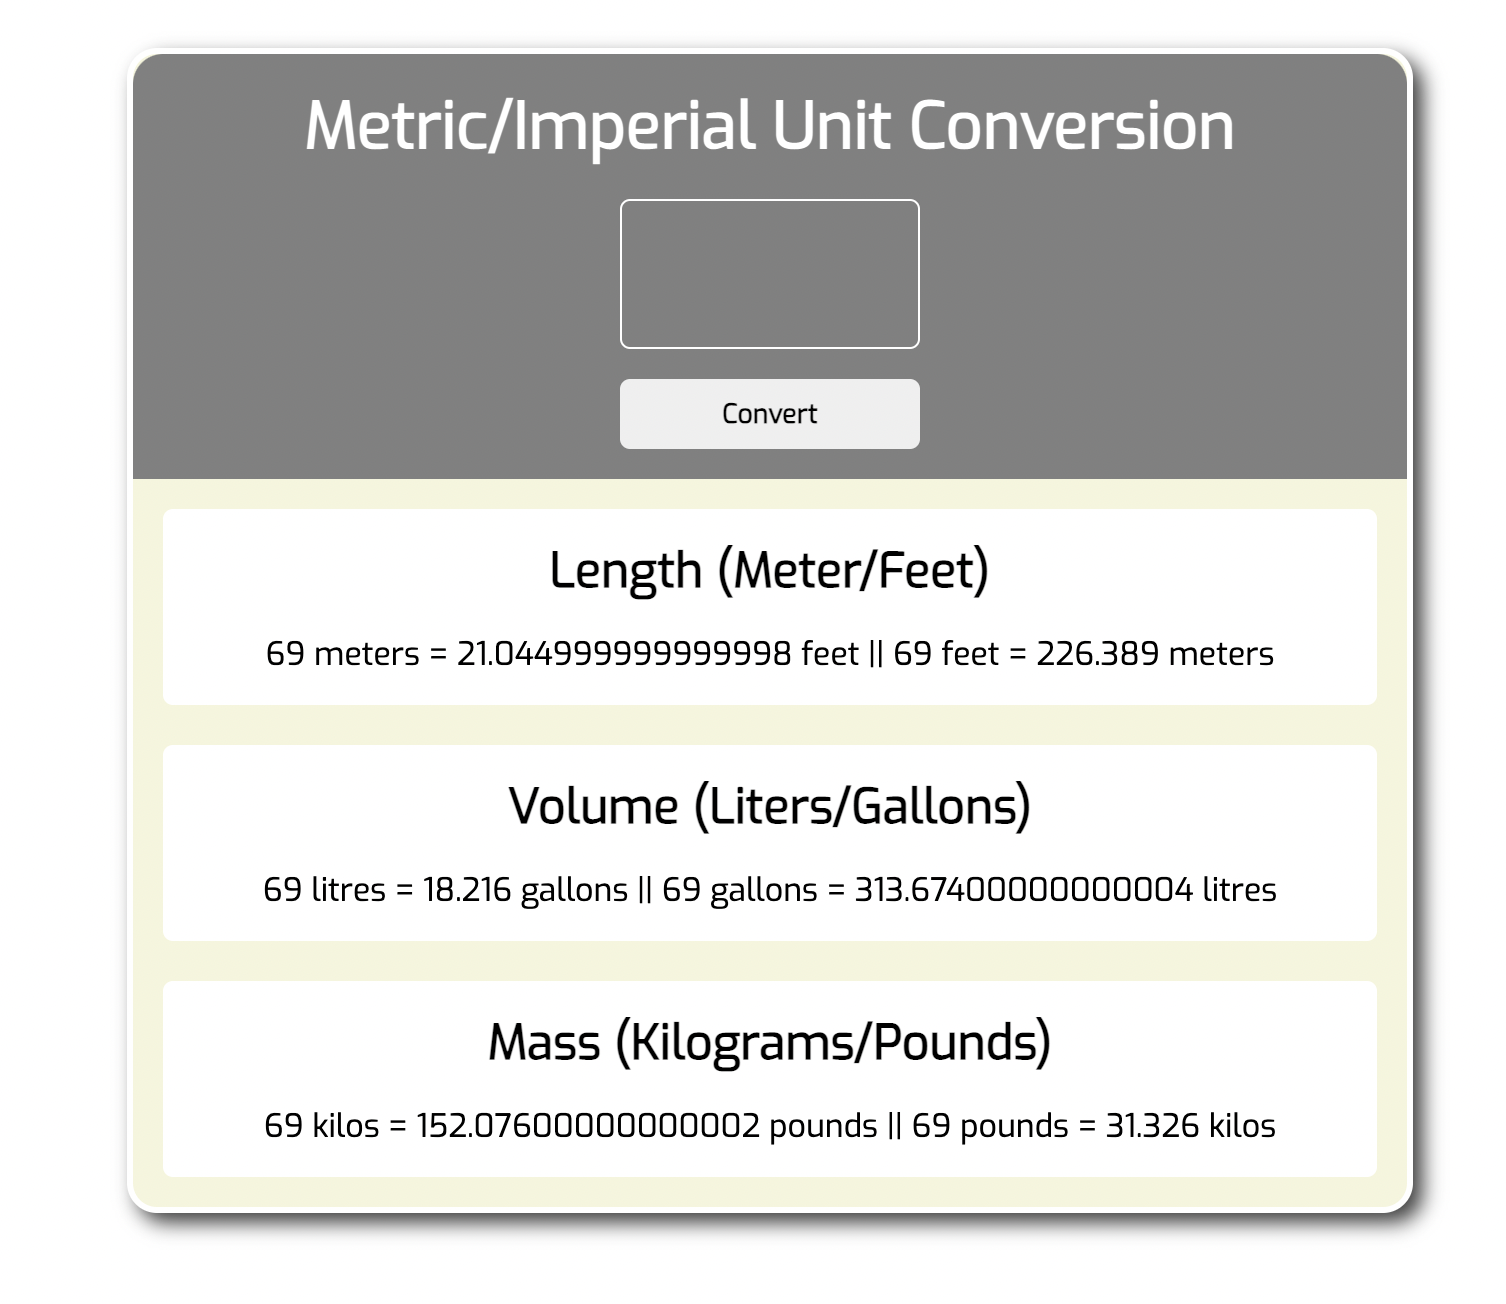 Metric/Imperial Unit Conversion
Convert
Length (Meter/Feet)
69 meters = 21.044999999999998 feet || 69 feet = 226.389 meters
Volume (Liters/Gallons)
69 litres = 18.216 gallons || 69 gallons = 313.67400000000004 litres
Mass (Kilograms/Pounds)
69 kilos = 152.07600000000002 pounds || 69 pounds = 31.326 kilos